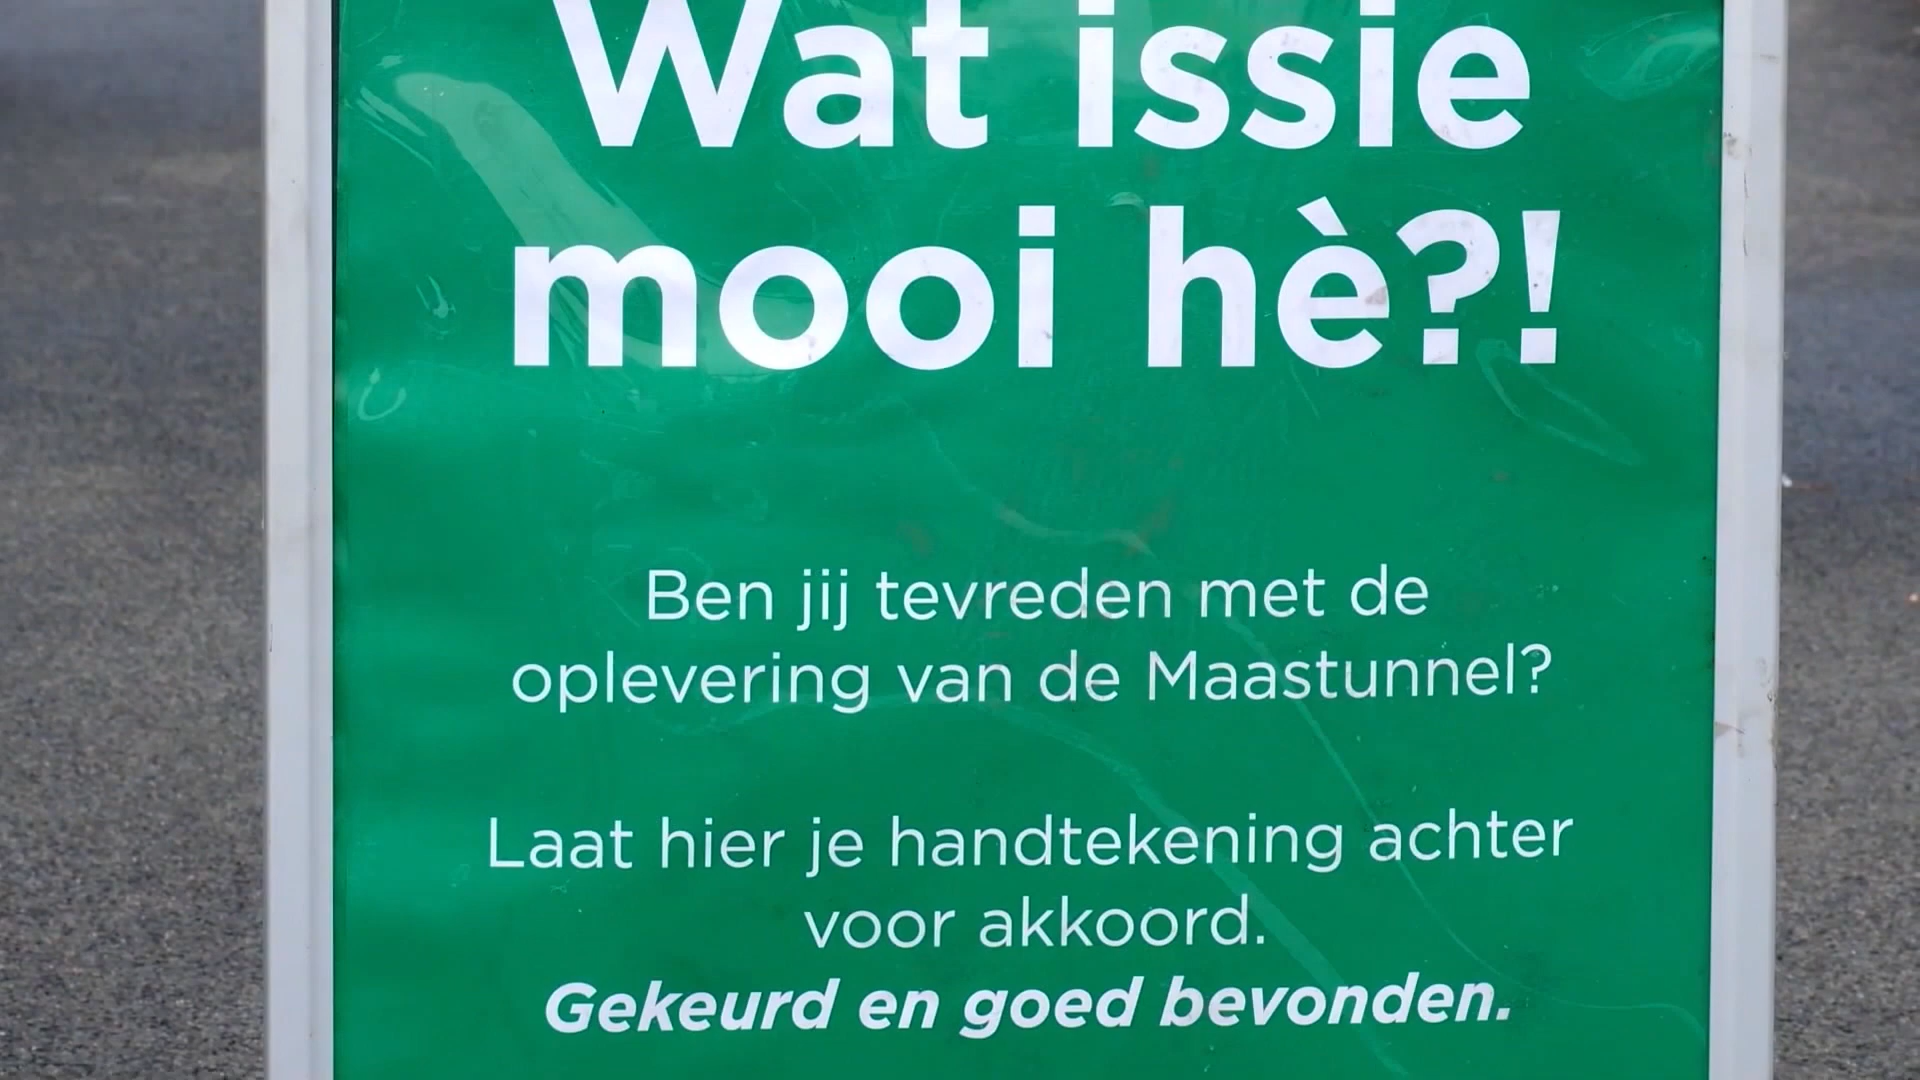 Wat issie
mooi hè?!
Ben jij tevreden met de
oplevering van de Maastunnel?
Laat hier je handtekening achter
voor akkoord.
Gekeurd en goed bevonden.